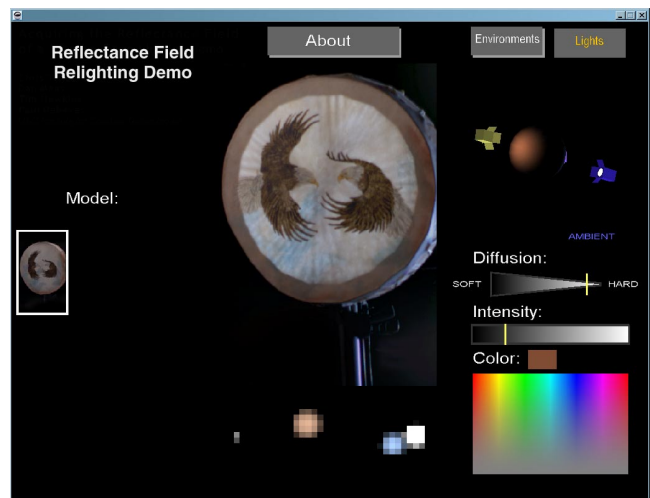 Reflectance Field
Relighting Demo
About
Environments
Lights
Model:
AMBIENT
Diffusion:
SOFT
HARD
Intensity:
Color: